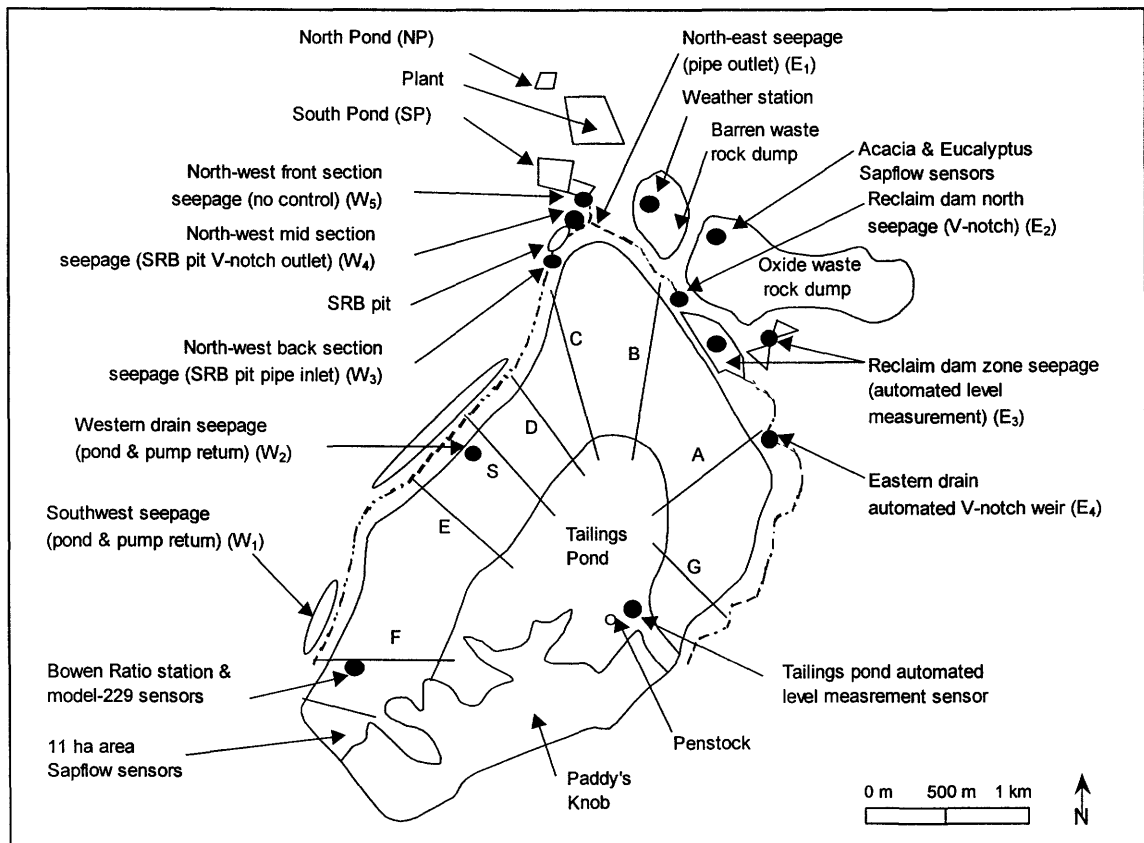 North Pond (NP)
Plant
South Pond (SP)
North-west front section
seepage (no control) (W₅)
North-west mid section
seepage (SRB pit V-notch outlet) (W₄)
SRB pit
North-west back section
seepage (SRB pit pipe inlet) (W₃)
Western drain seepage
(pond & pump return) (W₂)
Southwest seepage
(pond & pump return) (W₁)
Bowen Ratio station &
model-229 sensors
11 ha area
Sapflow sensors
North-east seepage
(pipe outlet) (E₁)
Weather station
Barren waste
rock dump
Acacia & Eucalyptus
Sapflow sensors
Reclaim dam north
seepage (V-notch) (E₂)
Oxide waste
rock dump
Reclaim dam zone seepage
(automated level
measurement) (E₃)
Eastern drain
automated V-notch weir (E₄)
C
B
D
A
S
E
G
F
Tailings
Pond
Tailings pond automated
level measrement sensor
Penstock
Paddy's
Knob
0 m 500 m 1 km
N